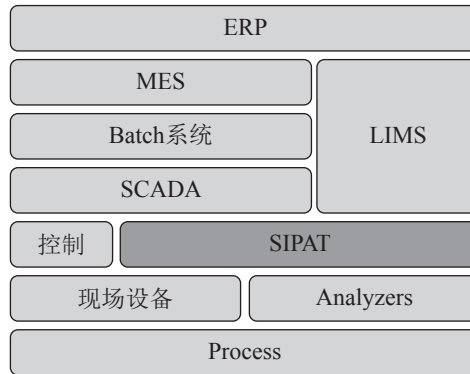 ERP
MES
Batch系统
LIMS
SCADA
控制
SIPAT
现场设备
Analyzers
Process